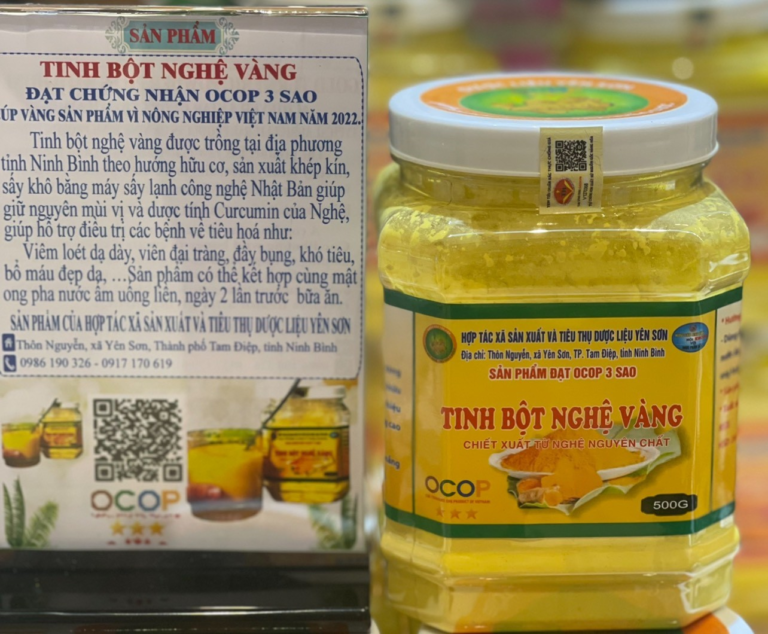 SẢN PHẨM
TINH BỘT NGHỆ VÀNG
ĐẠT CHỨNG NHẬN OCOP 3 SAO
ÚP VÀNG SẢN PHẨM VÌ NÔNG NGHIỆP VIỆT NAM NĂM 2022.
Tinh bột nghệ vàng được trồng tại địa phương
tỉnh Ninh Bình theo hướng hữu cơ, sản xuất khép kín,
sấy khô bằng máy sấy lạnh công nghệ Nhật Bản giúp
giữ nguyên mùi vị và dược tính Curcumin của Nghệ,
giúp hỗ trợ điều trị các bệnh về tiêu hoá như:
Viêm loét dạ dày, viên đại tràng, đầy bụng, khó tiêu,
bổ máu đẹp da, ...Sản phẩm có thể kết hợp cùng mật
ong pha nước ấm uống liền, ngày 2 lần trước bữa ăn.
SẢN PHẨM CỦA HỢP TÁC XÃ SẢN XUẤT VÀ TIÊU THỤ DƯỢC LIỆU YÊN SƠN
Thôn Nguyễn, xã Yên Sơn, Thành phố Tam Điệp, tỉnh Ninh Bình
0986 190 326 - 0917 170 619
TINH BỘT NGHỆ VÀNG
OCOP
DƯỢC LIỆU YÊN SƠN
HỢP TÁC XÃ SẢN XUẤT VÀ TIÊU THỤ DƯỢC LIỆU YÊN SƠN
Địa chỉ: Thôn Nguyễn, xã Yên Sơn, TP. Tam Điệp, tỉnh Ninh Bình
SẢN PHẨM ĐẠT OCOP 3 SAO
TINH BỘT NGHỆ VÀNG
CHIẾT XUẤT TỪ NGHỆ NGUYÊN CHẤT
OCOP
500G